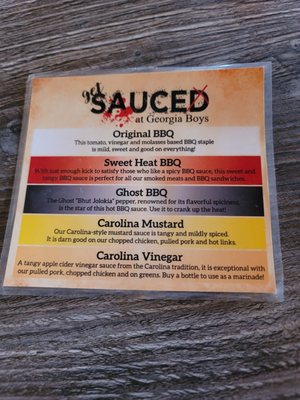 get
SAUCED
at Georgia Boys
Original BBQ
This tomato, vinegar and molasses based BBQ staple
is mild, sweet and good on everything!
Sweet Heat BBQ
With just enough kick to satisfy those who like a spicy BBQ sauce, this sweet and
tangy BBQ sauce is perfect for all our smoked meats and BBQ sandwiches.
Ghost BBQ
The Ghost "Bhut Jolokia" pepper, renowned for its flavorful spiciness,
is the star of this hot BBQ sauce. Use it to crank up the heat!
Carolina Mustard
Our Carolina-style mustard sauce is tangy and mildly spiced.
It is darn good on our chopped chicken, pulled pork and hot links.
Carolina Vinegar
A tangy apple cider vinegar sauce from the Carolina tradition, it is exceptional with
our pulled pork, chopped chicken and on greens. Buy a bottle to use as a marinade!